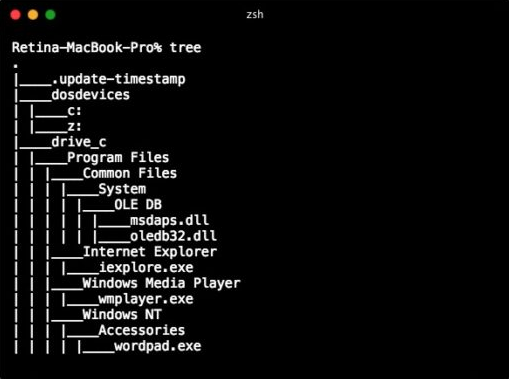 zsh
Retina-MacBook-Pro% tree
.
|____.update-timestamp
|____dosdevices
| |____c:
| |____z:
|____drive_c
| |____Program Files
| | |____Common Files
| | | |____System
| | | | |____OLE DB
| | | | | |____msdaps.dll
| | | | | |____oledb32.dll
| | |____Internet Explorer
| | | |____iexplore.exe
| | |____Windows Media Player
| | | |____wmplayer.exe
| | |____Windows NT
| | | |____Accessories
| | | | |____wordpad.exe